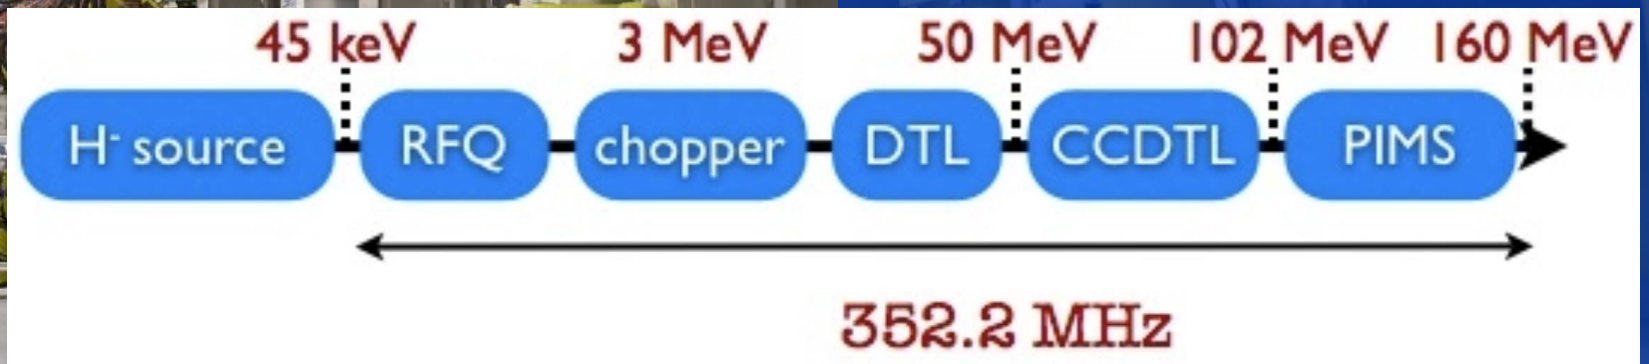 45 keV 3 MeV 50 MeV 102 MeV 160 MeV
H⁻ source RFQ chopper DTL CCDTL PIMS
352.2 MHz